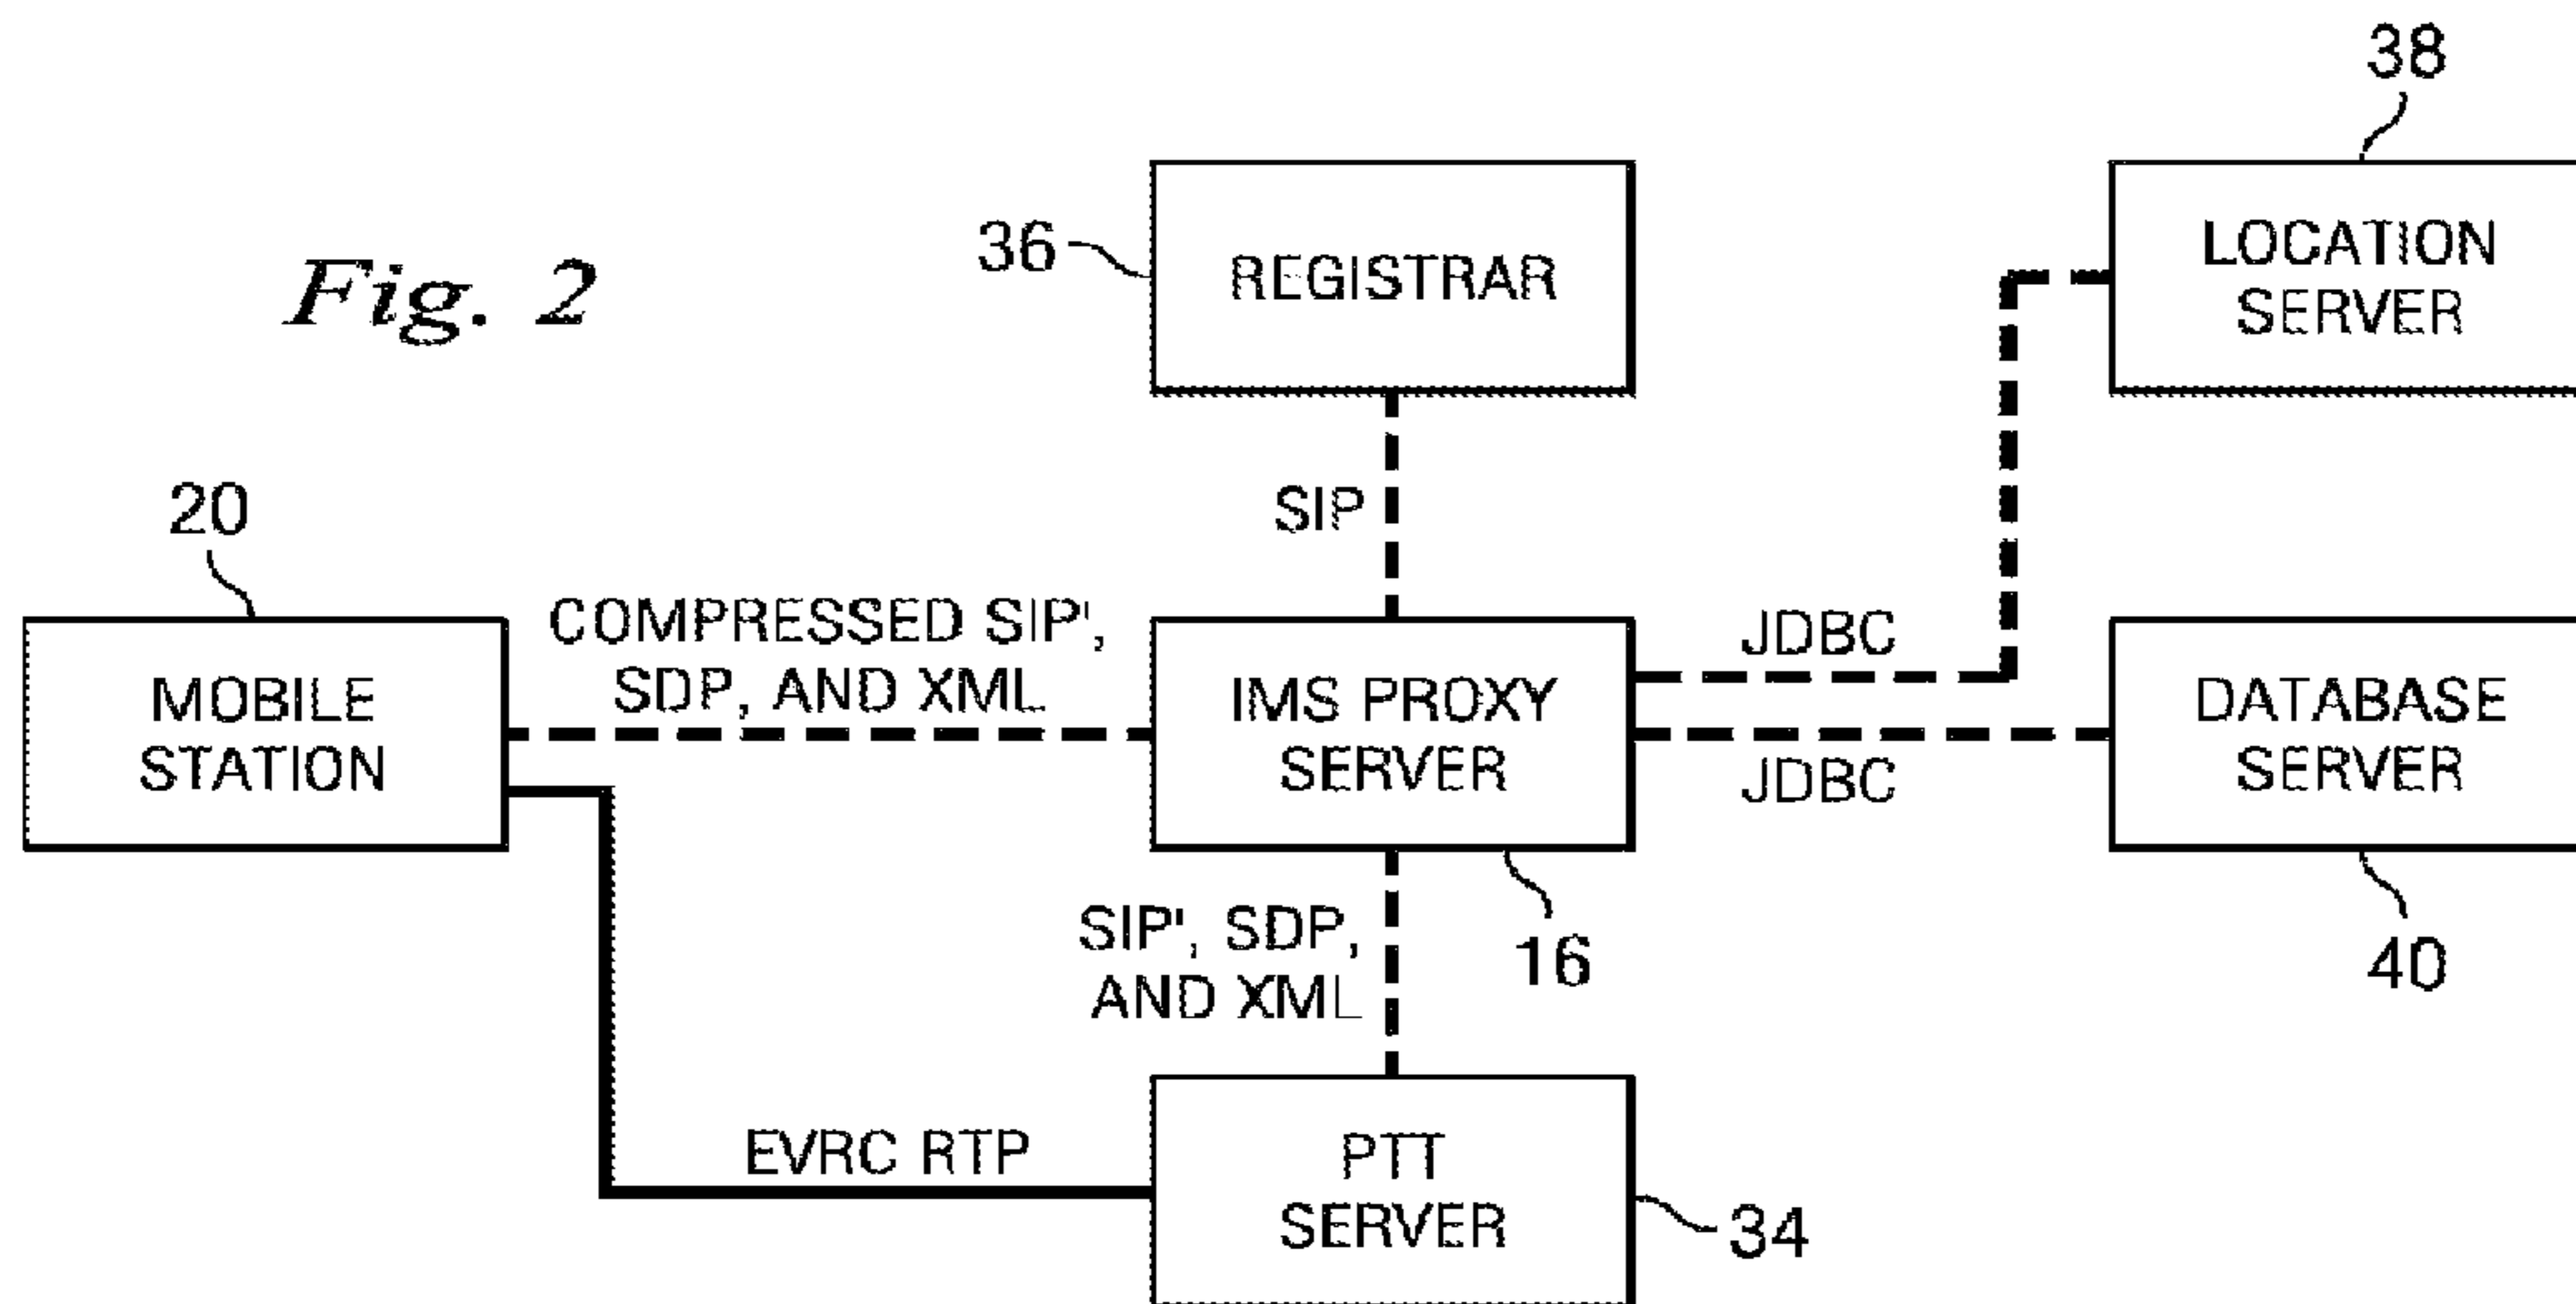 38
36
REGISTRAR
LOCATION
SERVER
Fig. 2
20
SIP
COMPRESSED SIP',
SDP, AND XML
MOBILE
STATION
IMS PROXY
SERVER
JDBC
JDBC
DATABASE
SERVER
SIP', SDP,
AND XML
16
40
EVRC RTP
PTT
SERVER
34